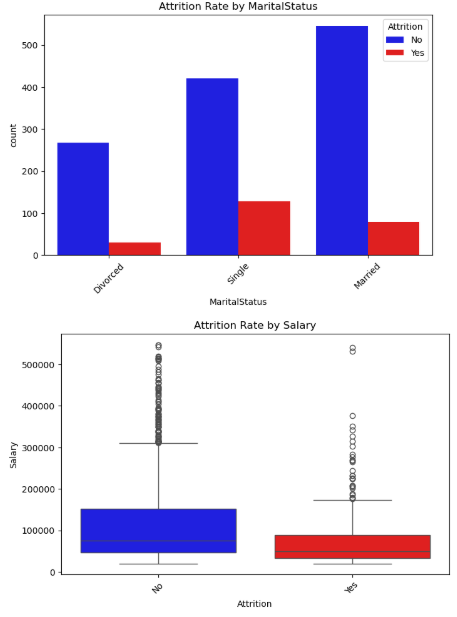 Attrition Rate by MaritalStatus
Attrition
No
Yes
500
400
300
200
100
0
count
Divorced
Single
Married
MaritalStatus
Attrition Rate by Salary
500000
400000
300000
200000
100000
0
Salary
No
Yes
Attrition